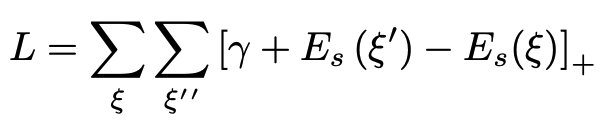 L = \sum_{\xi} \sum_{\xi''} [\gamma + E_s(\xi') - E_s(\xi)]_+